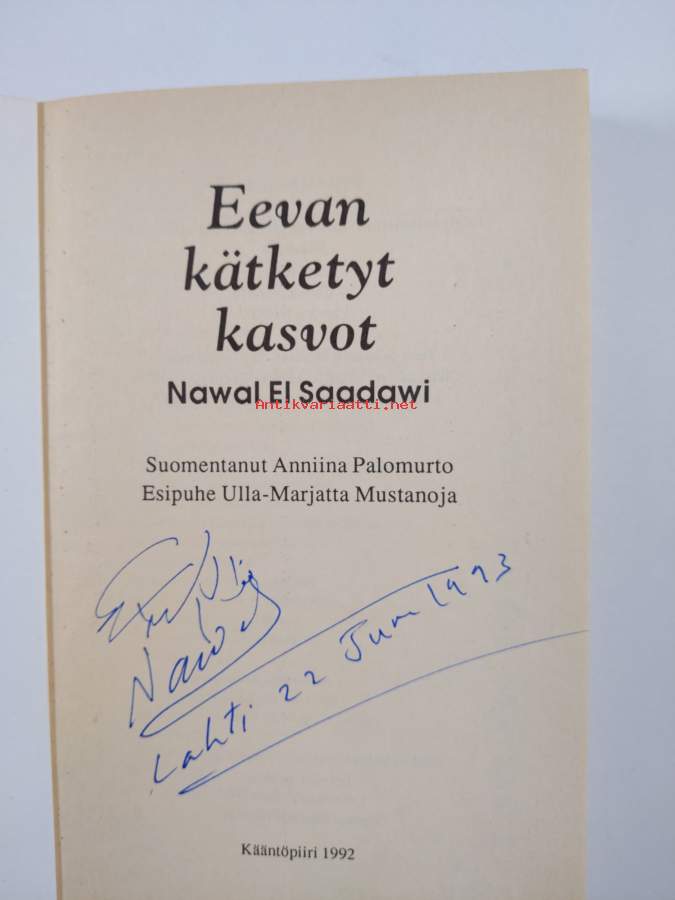 Eevan
kätketyt
kasvot
Nawal El Saadawi
Antikvariaatti.net
Suomentanut Anniina Palomurto
Esipuhe Ulla-Marjatta Mustanoja
Nawal
Lahti 22 June 1993
Kääntöpiiri 1992